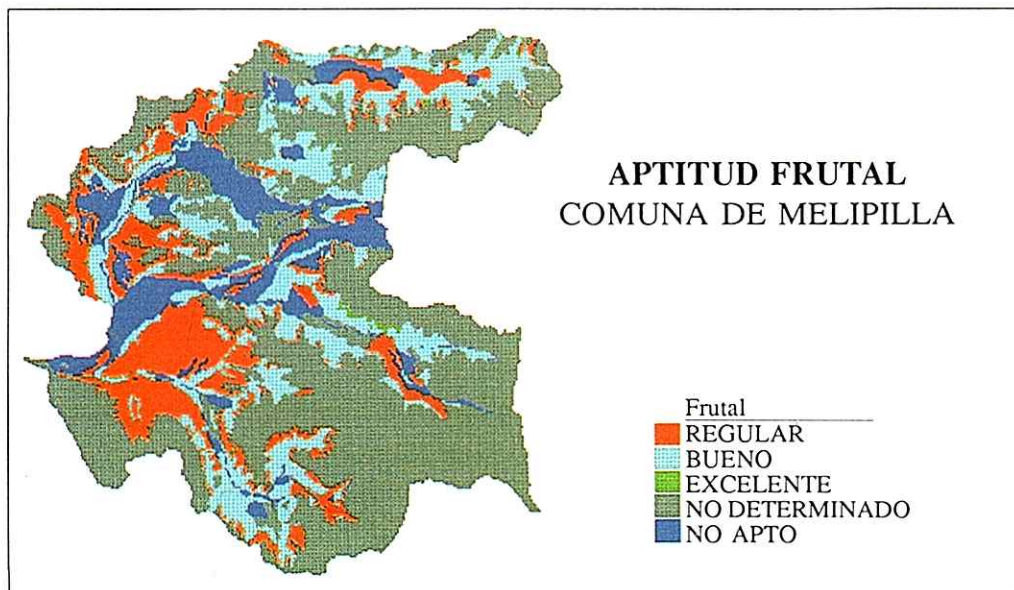 APTITUD FRUTAL
COMUNA DE MELIPILLA
Frutal
REGULAR
BUENO
EXCELENTE
NO DETERMINADO
NO APTO